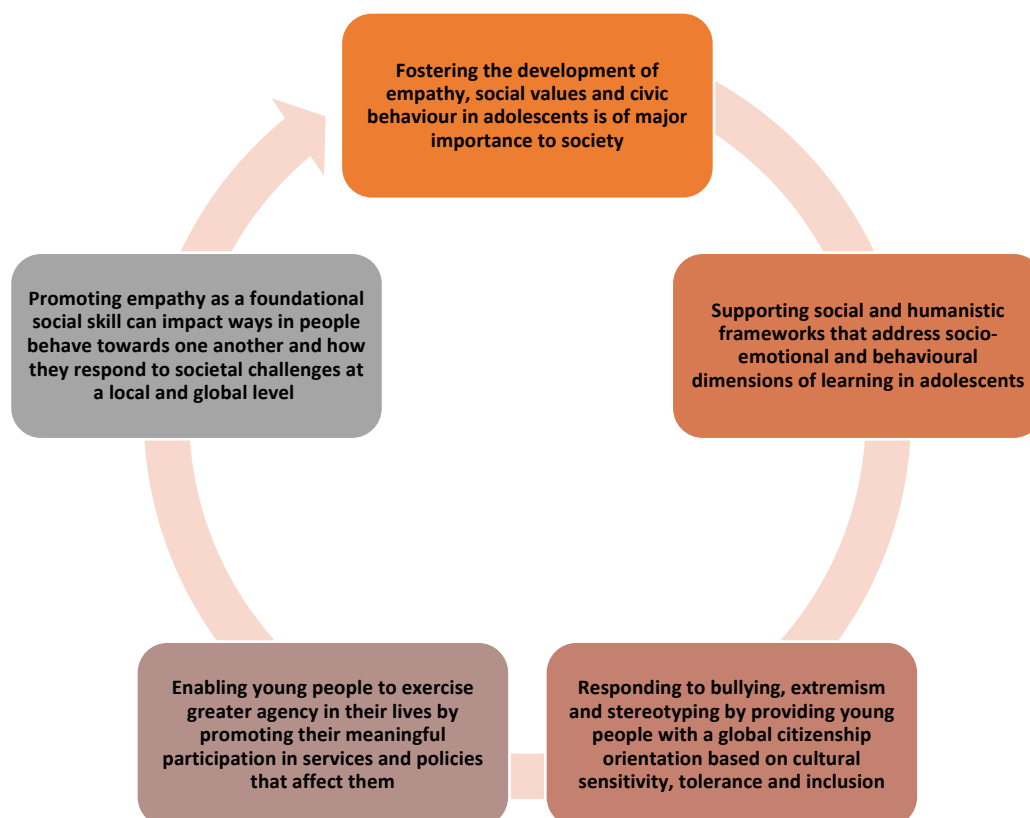 Fostering the development of
empathy, social values and civic
behaviour in adolescents is of major
importance to society
Supporting social and humanistic
frameworks that address socio-
emotional and behavioural
dimensions of learning in adolescents
Responding to bullying, extremism
and stereotyping by providing young
people with a global citizenship
orientation based on cultural
sensitivity, tolerance and inclusion
Enabling young people to exercise
greater agency in their lives by
promoting their meaningful
participation in services and policies
that affect them
Promoting empathy as a foundational
social skill can impact ways in people
behave towards one another and how
they respond to societal challenges at
a local and global level